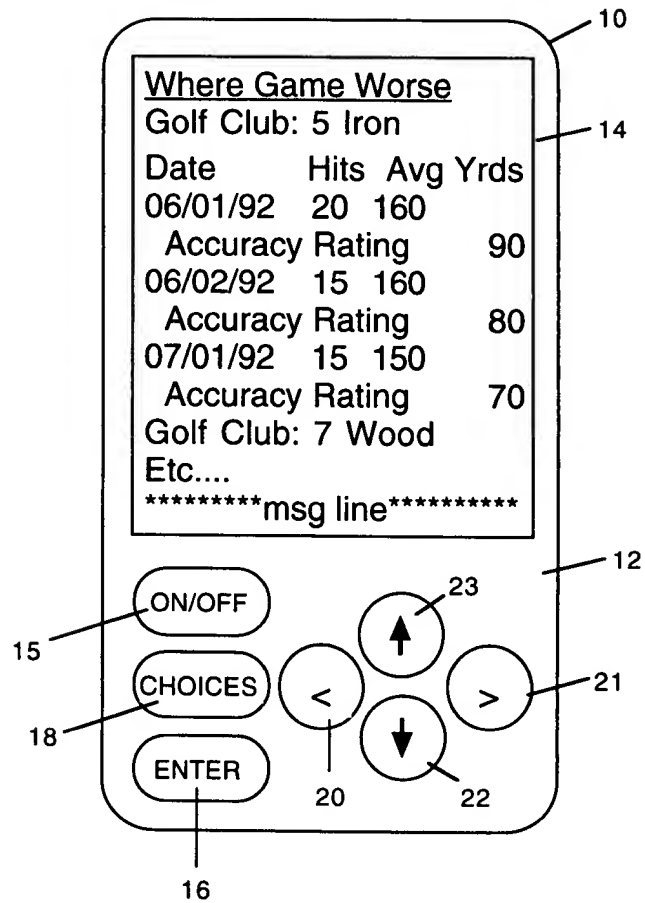 10
Where Game Worse
Golf Club: 5 Iron
14
Date Hits Avg Yrds
06/01/92 20 160
Accuracy Rating 90
06/02/92 15 160
Accuracy Rating 80
07/01/92 15 150
Accuracy Rating 70
Golf Club: 7 Wood
Etc....
*********msg line**********
12
23
ON/OFF
15
21
CHOICES
<
>
18
ENTER
20
22
16